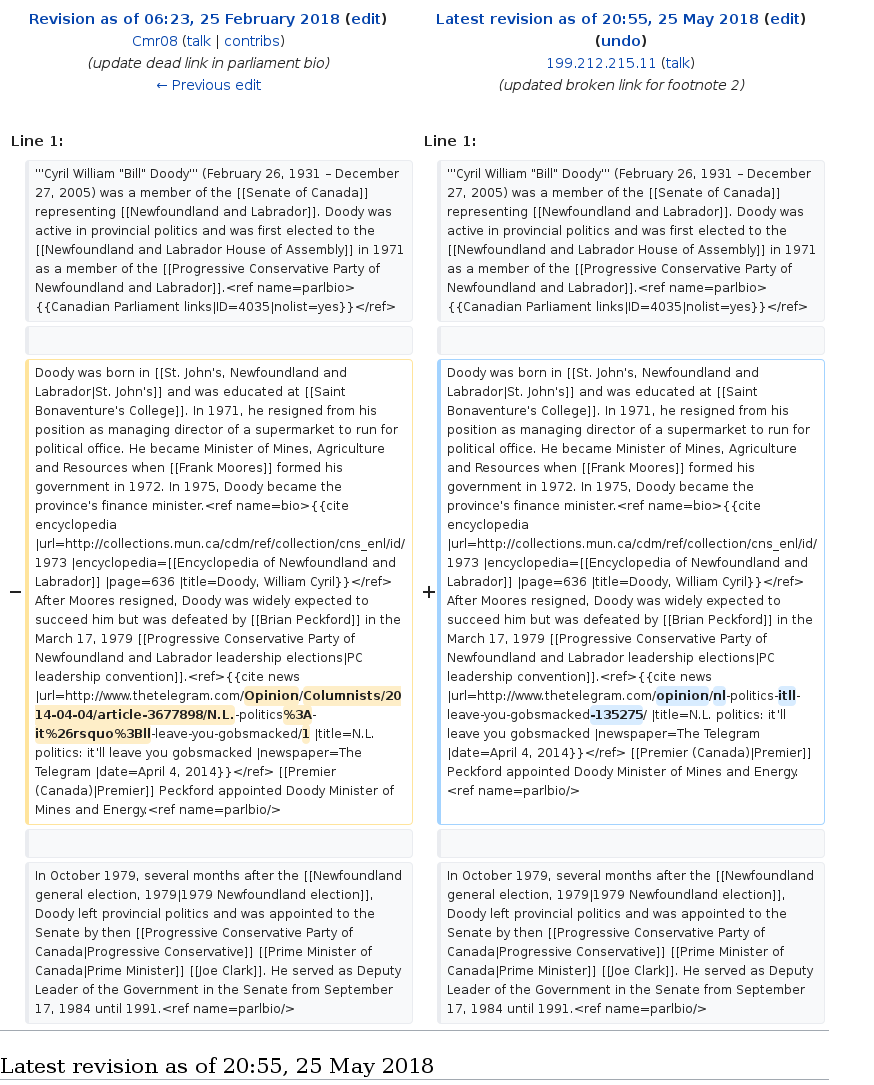 Revision as of 06:23, 25 February 2018 (edit)
Cmr08 (talk | contribs)
(update dead link in parliament bio)
← Previous edit
Latest revision as of 20:55, 25 May 2018 (edit)
(undo)
199.212.215.11 (talk)
(updated broken link for footnote 2)
Line 1:
Line 1:
'''Cyril William "Bill" Doody''' (February 26, 1931 – December
27, 2005) was a member of the [[Senate of Canada]]
representing [[Newfoundland and Labrador]]. Doody was
active in provincial politics and was first elected to the
[[Newfoundland and Labrador House of Assembly]] in 1971
as a member of the [[Progressive Conservative Party of
Newfoundland and Labrador]].<ref name=parlbio>
{{Canadian Parliament links|ID=4035|nolist=yes}}</ref>
'''Cyril William "Bill" Doody''' (February 26, 1931 – December
27, 2005) was a member of the [[Senate of Canada]]
representing [[Newfoundland and Labrador]]. Doody was
active in provincial politics and was first elected to the
[[Newfoundland and Labrador House of Assembly]] in 1971
as a member of the [[Progressive Conservative Party of
Newfoundland and Labrador]].<ref name=parlbio>
{{Canadian Parliament links|ID=4035|nolist=yes}}</ref>
−
Doody was born in [[St. John's, Newfoundland and
Labrador|St. John's]] and was educated at [[Saint
Bonaventure's College]]. In 1971, he resigned from his
position as managing director of a supermarket to run for
political office. He became Minister of Mines, Agriculture
and Resources when [[Frank Moores]] formed his
government in 1972. In 1975, Doody became the
province's finance minister.<ref name=bio>{{cite
encyclopedia
|url=http://collections.mun.ca/cdm/ref/collection/cns_enl/id/
1973 |encyclopedia=[[Encyclopedia of Newfoundland and
Labrador]] |page=636 |title=Doody, William Cyril}}</ref>
After Moores resigned, Doody was widely expected to
succeed him but was defeated by [[Brian Peckford]] in the
March 17, 1979 [[Progressive Conservative Party of
Newfoundland and Labrador leadership elections|PC
leadership convention]].<ref>{{cite news
|url=http://www.thetelegram.com/Opinion/Columnists/20
14-04-04/article-3677898/N.L.-politics%3A-
it%26rsquo%3Bll-leave-you-gobsmacked/1 |title=N.L.
politics: it'll leave you gobsmacked |newspaper=The
Telegram |date=April 4, 2014}}</ref> [[Premier
(Canada)|Premier]] Peckford appointed Doody Minister of
Mines and Energy.<ref name=parlbio/>
+
Doody was born in [[St. John's, Newfoundland and
Labrador|St. John's]] and was educated at [[Saint
Bonaventure's College]]. In 1971, he resigned from his
position as managing director of a supermarket to run for
political office. He became Minister of Mines, Agriculture
and Resources when [[Frank Moores]] formed his
government in 1972. In 1975, Doody became the
province's finance minister.<ref name=bio>{{cite
encyclopedia
|url=http://collections.mun.ca/cdm/ref/collection/cns_enl/id/
1973 |encyclopedia=[[Encyclopedia of Newfoundland and
Labrador]] |page=636 |title=Doody, William Cyril}}</ref>
After Moores resigned, Doody was widely expected to
succeed him but was defeated by [[Brian Peckford]] in the
March 17, 1979 [[Progressive Conservative Party of
Newfoundland and Labrador leadership elections|PC
leadership convention]].<ref>{{cite news
|url=http://www.thetelegram.com/opinion/nl-politics-itll-
leave-you-gobsmacked-135275/ |title=N.L. politics: it'll
leave you gobsmacked |newspaper=The Telegram
|date=April 4, 2014}}</ref> [[Premier (Canada)|Premier]]
Peckford appointed Doody Minister of Mines and Energy.
<ref name=parlbio/>
In October 1979, several months after the [[Newfoundland
general election, 1979|1979 Newfoundland election]],
Doody left provincial politics and was appointed to the
Senate by then [[Progressive Conservative Party of
Canada|Progressive Conservative]] [[Prime Minister of
Canada|Prime Minister]] [[Joe Clark]]. He served as Deputy
Leader of the Government in the Senate from September
17, 1984 until 1991.<ref name=parlbio/>
In October 1979, several months after the [[Newfoundland
general election, 1979|1979 Newfoundland election]],
Doody left provincial politics and was appointed to the
Senate by then [[Progressive Conservative Party of
Canada|Progressive Conservative]] [[Prime Minister of
Canada|Prime Minister]] [[Joe Clark]]. He served as Deputy
Leader of the Government in the Senate from September
17, 1984 until 1991.<ref name=parlbio/>
Latest revision as of 20:55, 25 May 2018